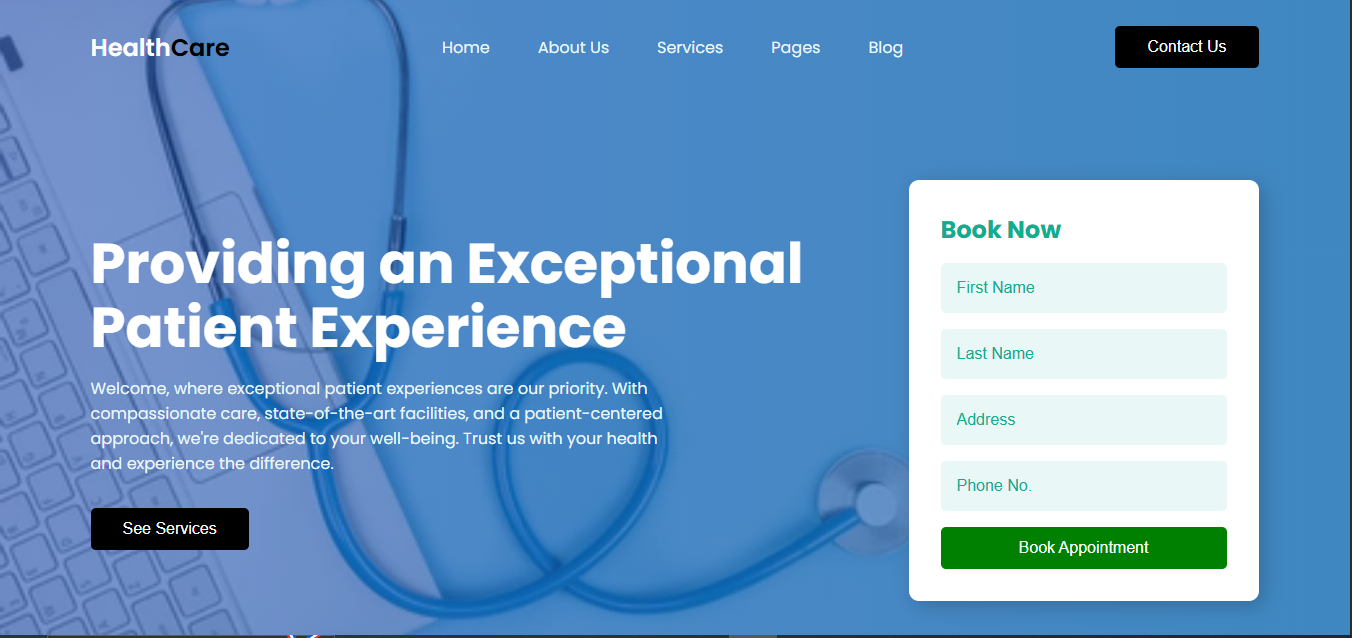 HealthCare
Home
About Us
Services
Pages
Blog
Contact Us
Providing an Exceptional
Patient Experience
Welcome, where exceptional patient experiences are our priority. With
compassionate care, state-of-the-art facilities, and a patient-centered
approach, we're dedicated to your well-being. Trust us with your health
and experience the difference.
See Services
Book Now
First Name
Last Name
Address
Phone No.
Book Appointment